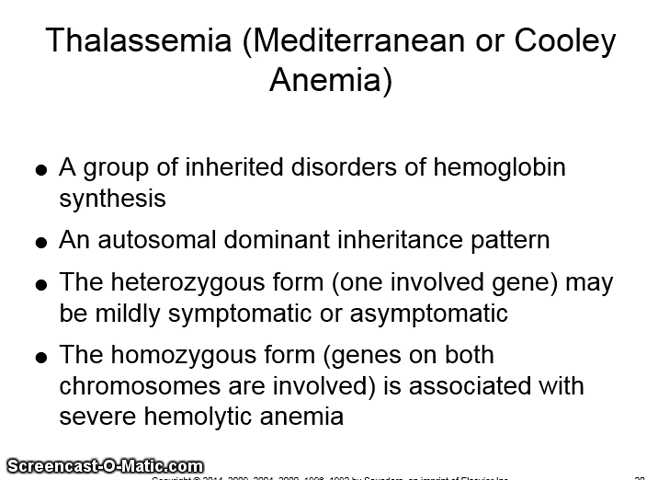 Thalassemia (Mediterranean or Cooley
Anemia)
• A group of inherited disorders of hemoglobin
synthesis
• An autosomal dominant inheritance pattern
• The heterozygous form (one involved gene) may
be mildly symptomatic or asymptomatic
• The homozygous form (genes on both
chromosomes are involved) is associated with
severe hemolytic anemia
Screencast-O-Matic.com